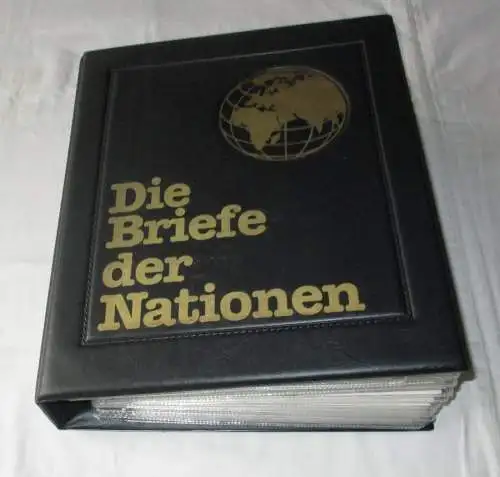 Die
Briefe
der
Nationen